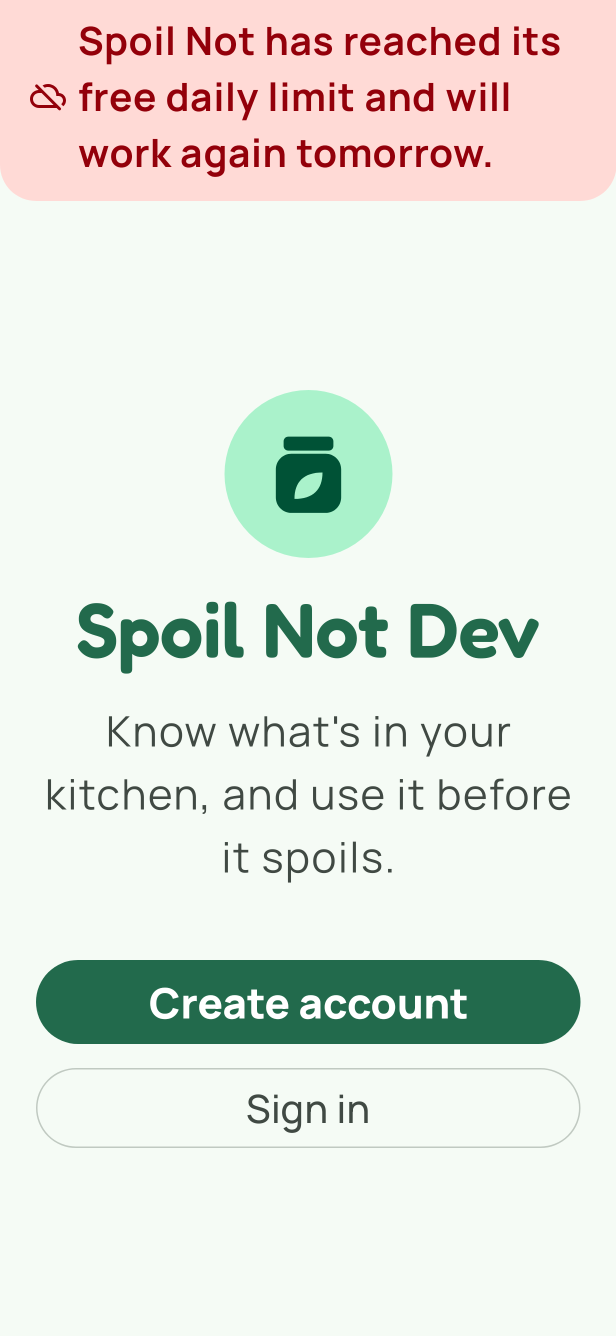 Spoil Not has reached its
free daily limit and will
work again tomorrow.
Spoil Not Dev
Know what's in your
kitchen, and use it before
it spoils.
Create account
Sign in